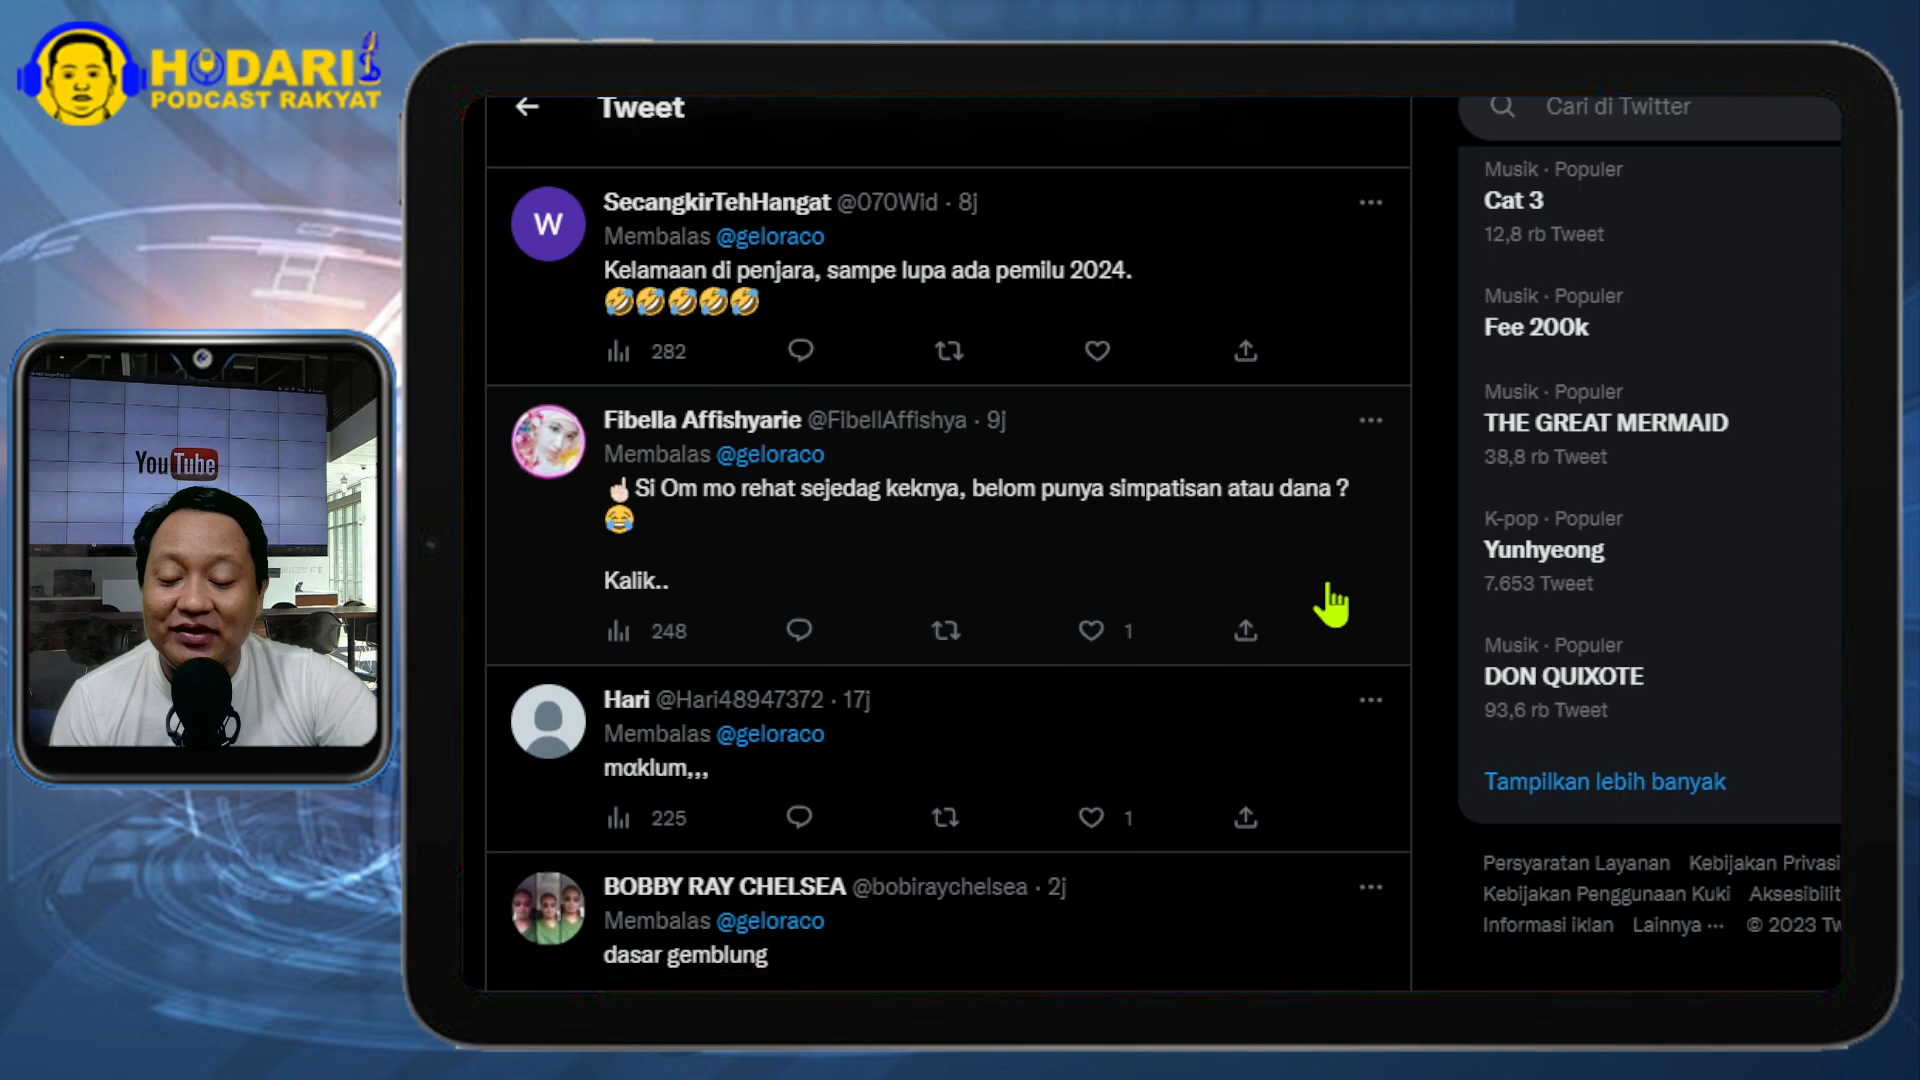 HODARI
PODCAST RAKYAT
YouTube
Tweet
W
SecangkirTehHangat @070Wid · 8j
Membalas @geloraco
Kelamaan di penjara, sampe lupa ada pemilu 2024.
🤣🤣🤣🤣🤣
282
Fibella Affishyarie @FibellAffishya · 9j
Membalas @geloraco
☝🏻Si Om mo rehat sejedag keknya, belom punya simpatisan atau dana ?
😂
Kalik..
248
1
Hari @Hari48947372 · 17j
Membalas @geloraco
mαklum,,,
225
1
BOBBY RAY CHELSEA @bobiraychelsea · 2j
Membalas @geloraco
dasar gemblung
Cari di Twitter
Musik · Populer
Cat 3
12,8 rb Tweet
Musik · Populer
Fee 200k
Musik · Populer
THE GREAT MERMAID
38,8 rb Tweet
K-pop · Populer
Yunhyeong
7.653 Tweet
Musik · Populer
DON QUIXOTE
93,6 rb Tweet
Tampilkan lebih banyak
Persyaratan Layanan Kebijakan Privasi
Kebijakan Penggunaan Kuki Aksesibilit
Informasi iklan Lainnya ··· © 2023 Tw